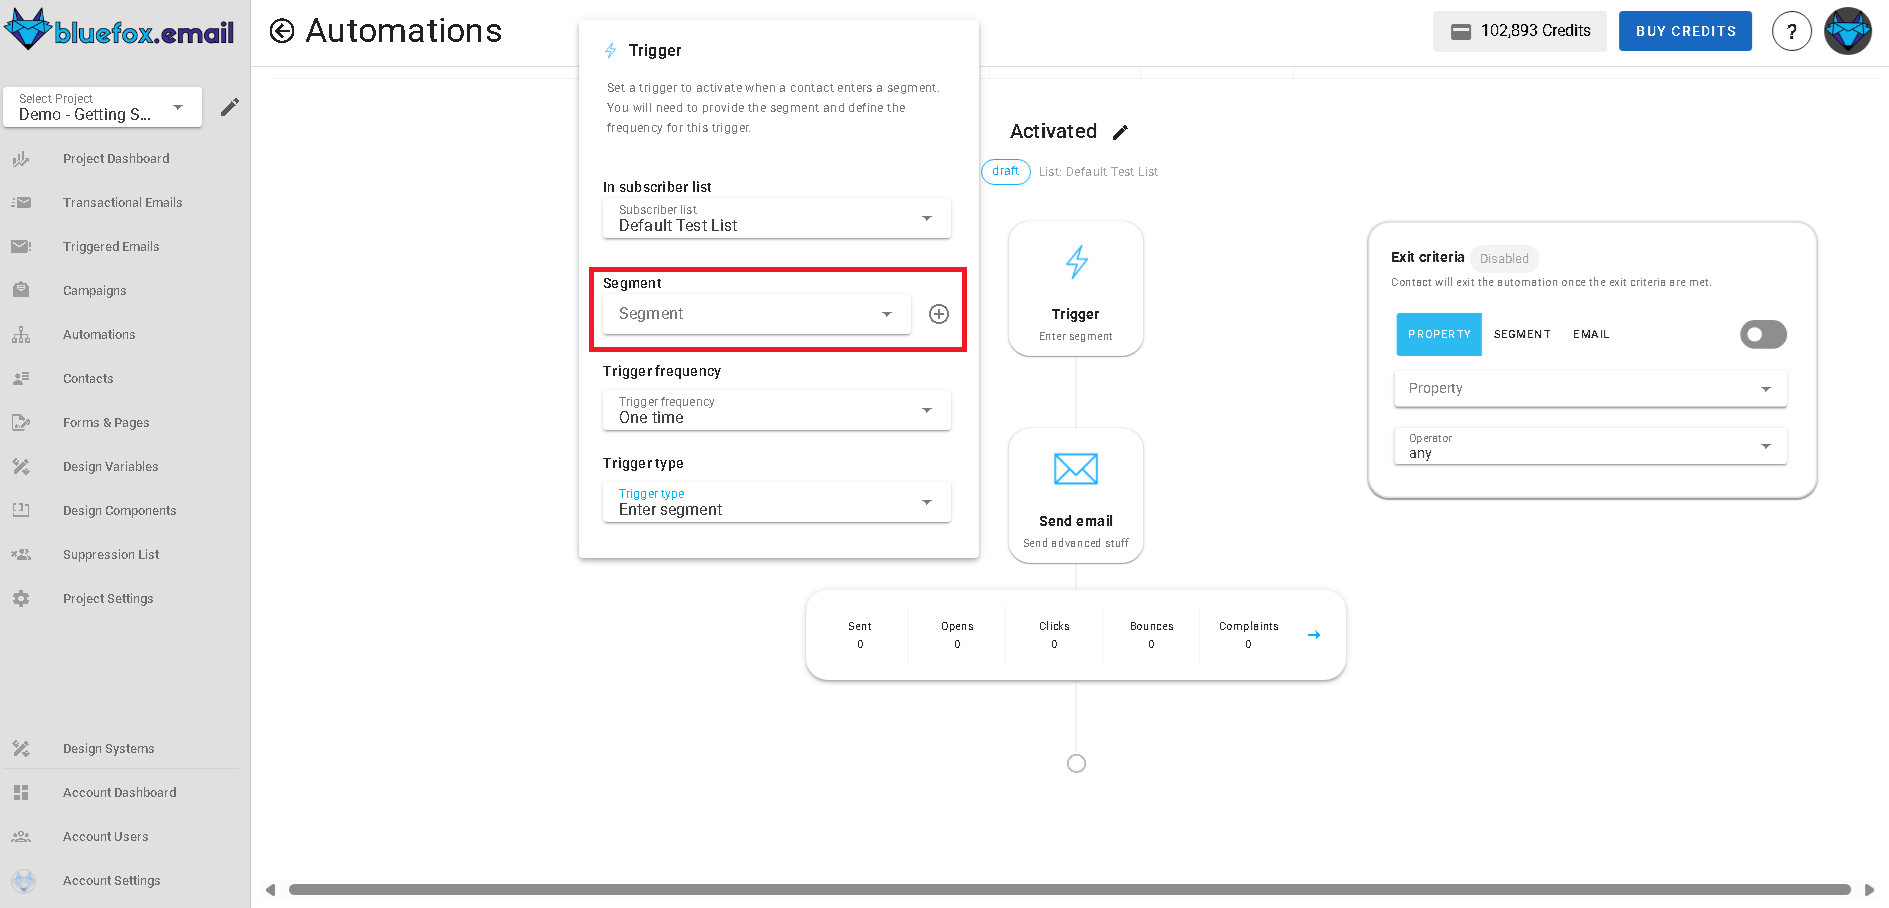 bluefox.email
Select Project
Demo - Getting S...
Project Dashboard
Transactional Emails
Triggered Emails
Campaigns
Automations
Contacts
Forms & Pages
Design Variables
Design Components
Suppression List
Project Settings
Design Systems
Account Dashboard
Account Users
Account Settings
Automations
102,893 Credits
BUY CREDITS
?
Trigger
Set a trigger to activate when a contact enters a segment.
You will need to provide the segment and define the
frequency for this trigger.
In subscriber list
Subscriber list
Default Test List
Segment
Segment
Trigger frequency
Trigger frequency
One time
Trigger type
Trigger type
Enter segment
Activated
draft
List: Default Test List
Trigger
Enter segment
Send email
Send advanced stuff
Sent
0
Opens
0
Clicks
0
Bounces
0
Complaints
0
Exit criteria
Disabled
Contact will exit the automation once the exit criteria are met.
PROPERTY
SEGMENT
EMAIL
Property
Operator
any